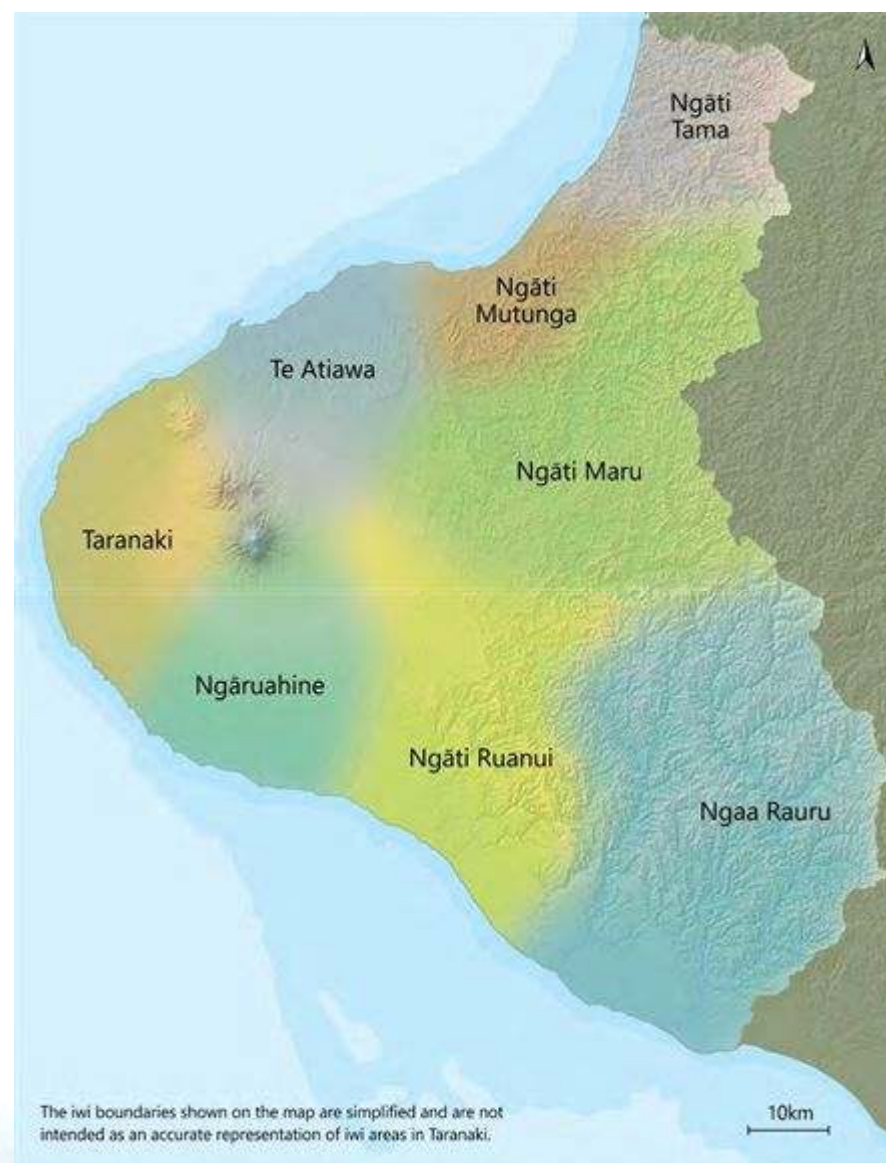 Ngāti
Tama
Ngāti
Mutunga
Te Atiawa
Ngāti Maru
Taranaki
Ngāruahine
Ngāti Ruanui
Ngaa Rauru
The iwi boundaries shown on the map are simplified and are not
intended as an accurate representation of iwi areas in Taranaki.
10km